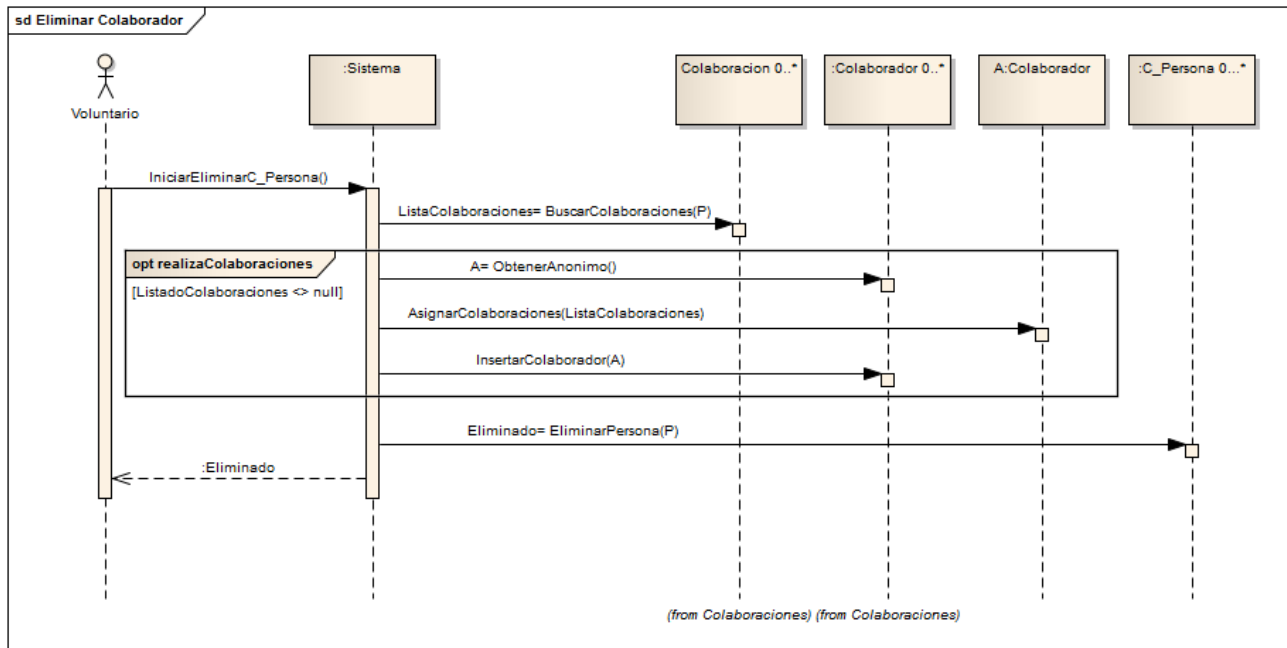 sd Eliminar Colaborador
Voluntario
:Sistema
Colaboracion 0..*
:Colaborador 0..*
A:Colaborador
:C_Persona 0...*
IniciarEliminarC_Persona()
ListaColaboraciones= BuscarColaboraciones(P)
opt realizaColaboraciones
[ListadoColaboraciones <> null]
A= ObtenerAnonimo()
AsignarColaboraciones(ListaColaboraciones)
InsertarColaborador(A)
Eliminado= EliminarPersona(P)
:Eliminado
(from Colaboraciones) (from Colaboraciones)